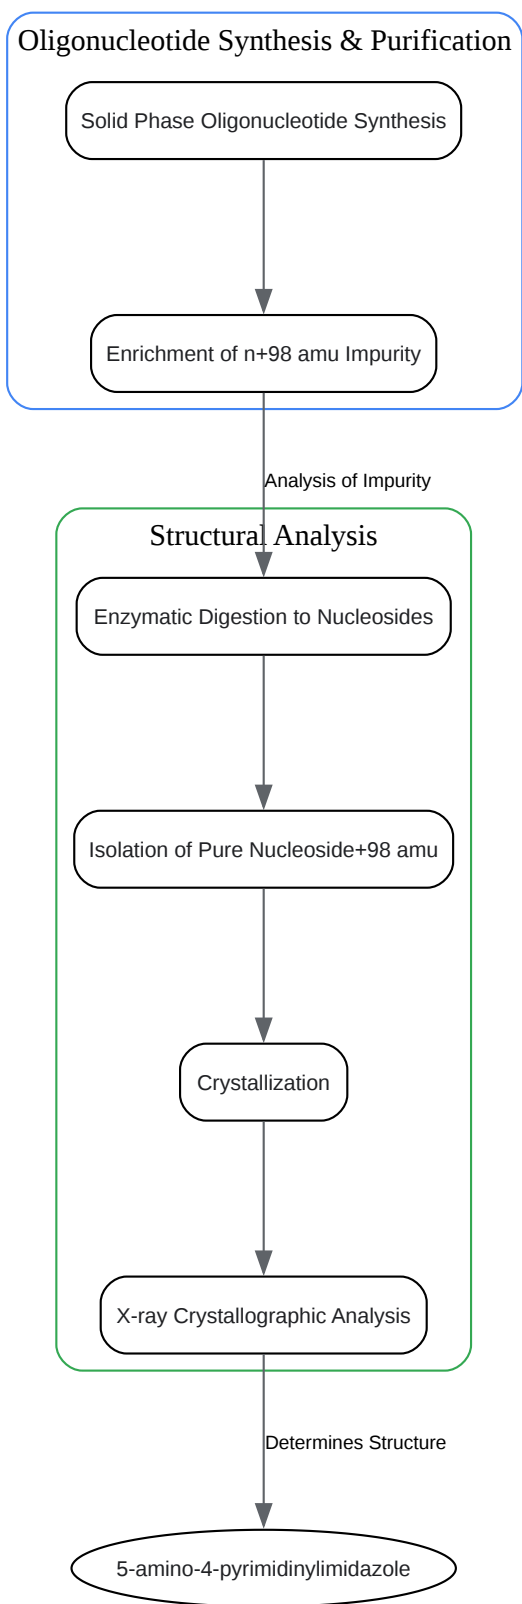 Oligonucleotide Synthesis & Purification
Solid Phase Oligonucleotide Synthesis
Enrichment of n+98 amu Impurity
Analysis of Impurity
Structural Analysis
Enzymatic Digestion to Nucleosides
Isolation of Pure Nucleoside+98 amu
Crystallization
X-ray Crystallographic Analysis
Determines Structure
5-amino-4-pyrimidinylimidazole